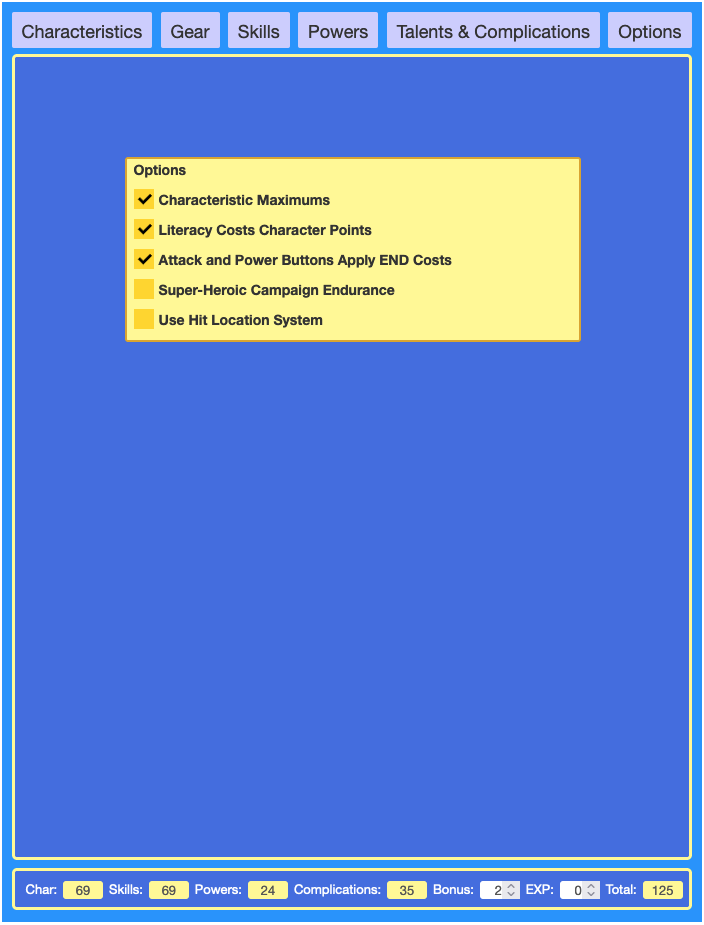 Characteristics Gear Skills Powers Talents & Complications Options
Options
Characteristic Maximums
Literacy Costs Character Points
Attack and Power Buttons Apply END Costs
Super-Heroic Campaign Endurance
Use Hit Location System
Char: 69 Skills: 69 Powers: 24 Complications: 35 Bonus: 2 EXP: 0 Total: 125